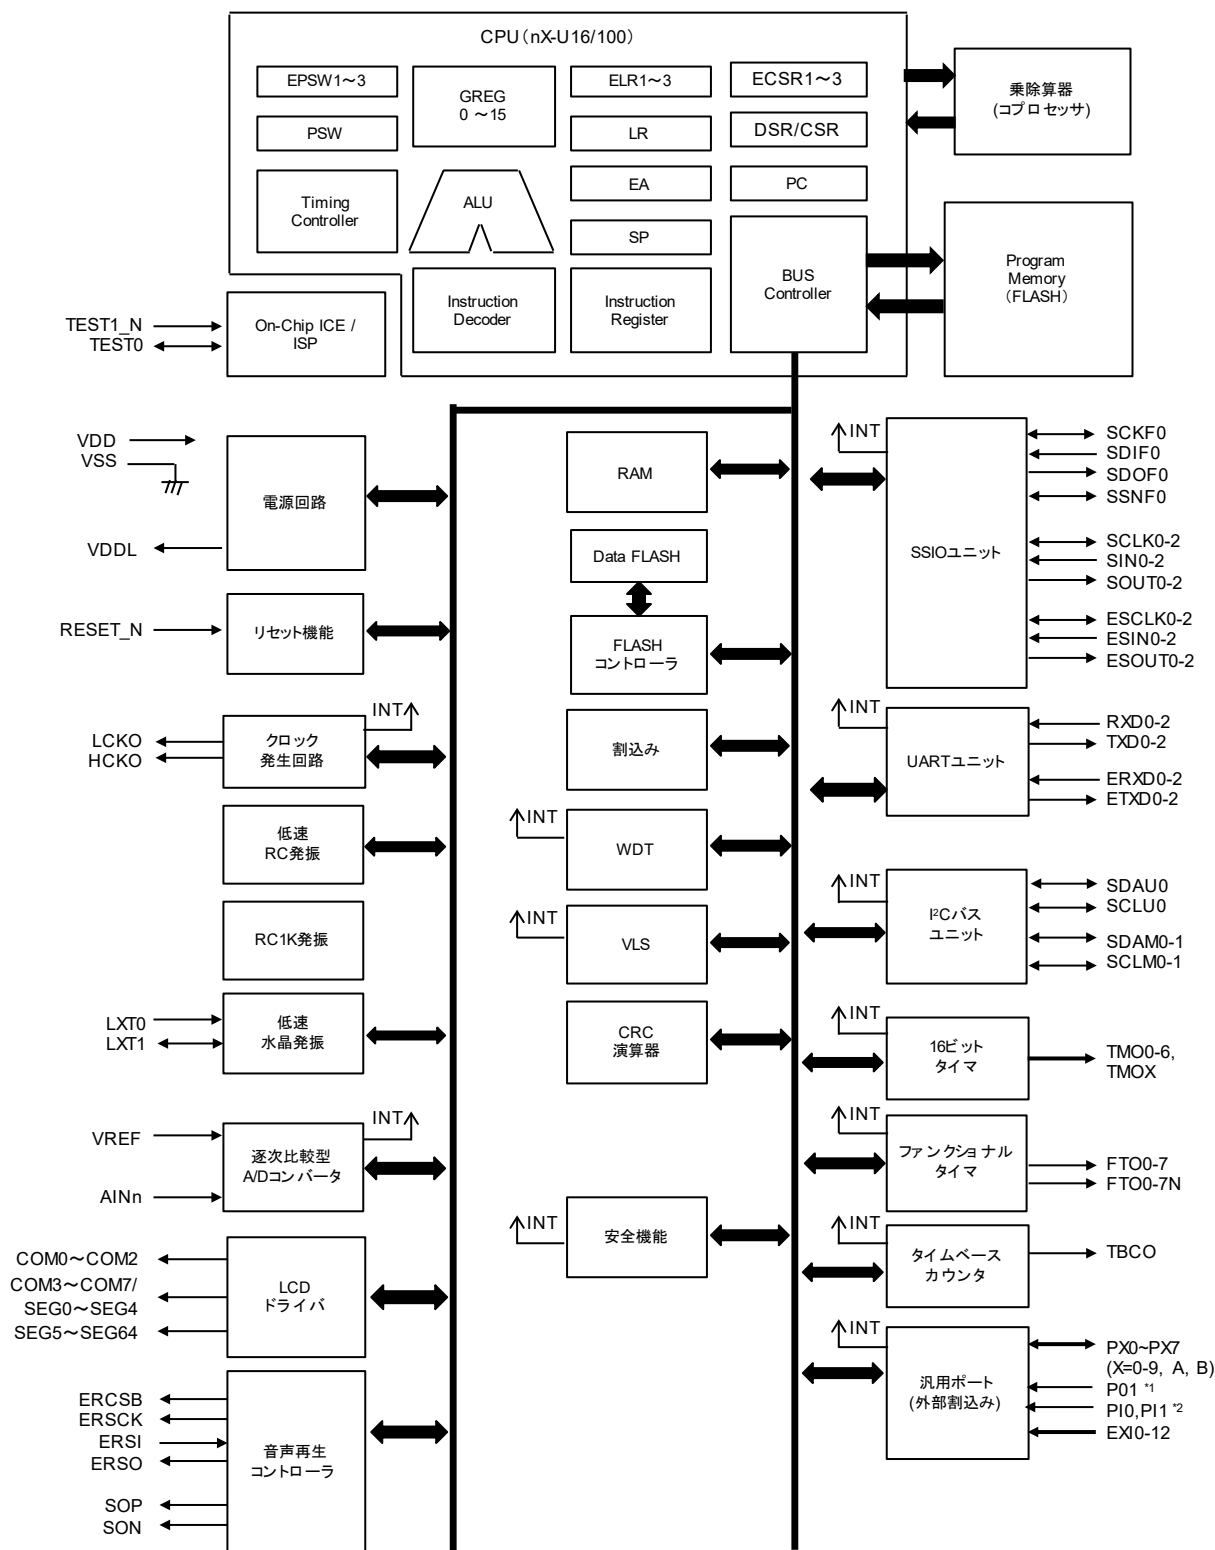 CPU（nX-U16/100）
EPSW1～3
GREG
0 ～15
ELR1～3
ECSR1～3
乗除算器
(コプロセッサ)
PSW
LR
DSR/CSR
Timing
Controller
ALU
EA
PC
SP
BUS
Controller
Program
Memory
（FLASH）
Instruction
Decoder
Instruction
Register
TEST1_N
TEST0
On-Chip ICE /
ISP
VDD
VSS
VDDL
電源回路
RESET_N
リセット機能
LCKO
HCKO
クロック
発生回路
INT
低速
RC発振
RC1K発振
LXT0
LXT1
低速
水晶発振
VREF
AINn
逐次比較型
A/Dコンバータ
INT
COM0～COM2
COM3～COM7/
SEG0～SEG4
SEG5～SEG64
LCD
ドライバ
ERCSB
ERSCK
ERSI
ERSO
SOP
SON
音声再生
コントローラ
RAM
Data FLASH
FLASH
コントローラ
割込み
INT
WDT
INT
VLS
CRC
演算器
INT
安全機能
INT
SSIOユニット
SCKF0
SDIF0
SDOF0
SSNF0
SCLK0-2
SIN0-2
SOUT0-2
ESCLK0-2
ESIN0-2
ESOUT0-2
INT
UARTユニット
RXD0-2
TXD0-2
ERXD0-2
ETXD0-2
INT
I²Cバス
ユニット
SDAU0
SCLU0
SDAM0-1
SCLM0-1
INT
16ビット
タイマ
TMO0-6,
TMOX
INT
ファンクショナル
タイマ
FTO0-7
FTO0-7N
INT
タイムベース
カウンタ
TBCO
INT
汎用ポート
(外部割込み)
PX0~PX7
(X=0-9, A, B)
P01 *1
PI0,PI1 *2
EXI0-12